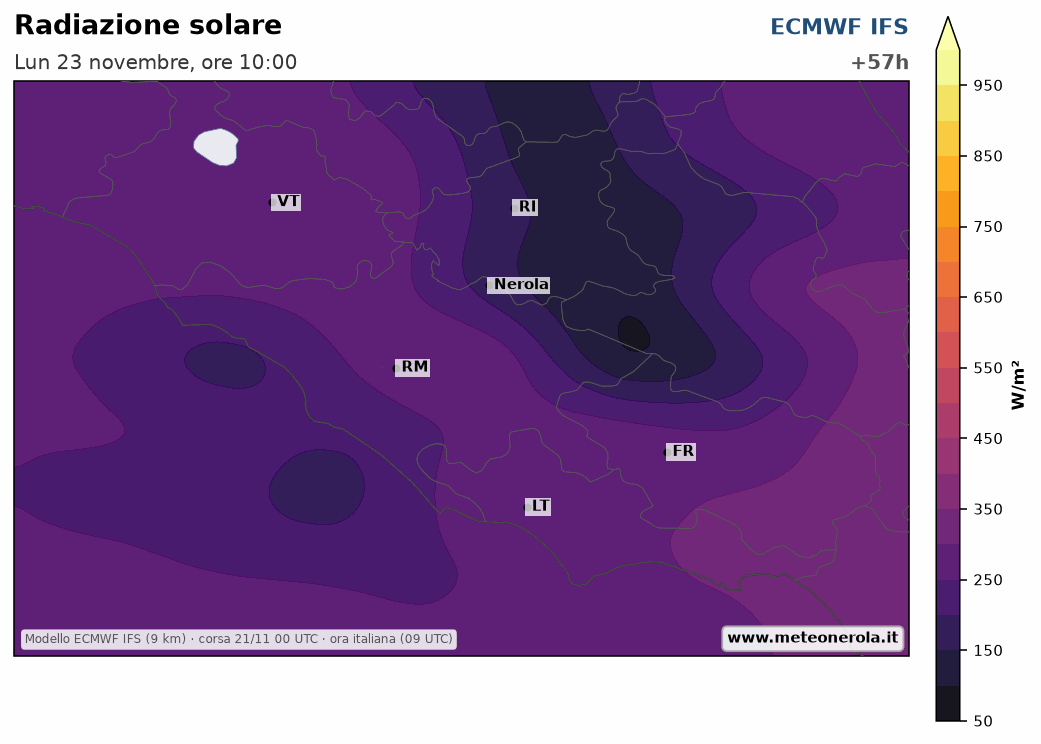 Radiazione solare
ECMWF IFS
Lun 23 novembre, ore 10:00
+57h
VT
RI
Nerola
RM
FR
LT
950
850
750
650
550
450
350
250
150
50
W/m²
Modello ECMWF IFS (9 km) · corsa 21/11 00 UTC · ora italiana (09 UTC)
www.meteonerola.it